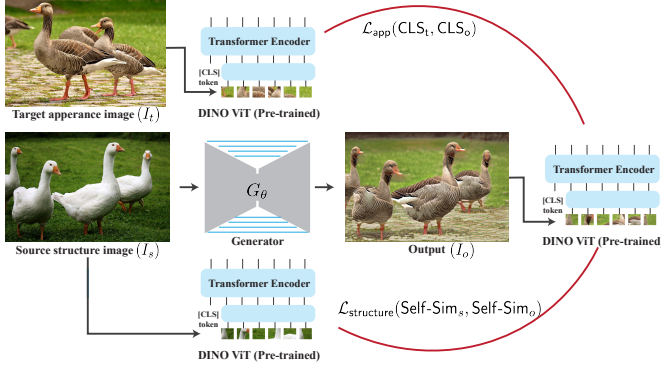 Transformer Encoder
[CLS]
token
DINO ViT (Pre-trained)
Target apperance image (I_t)
L_app(CLS_t, CLS_o)
G_θ
Generator
Source structure image (I_s)
Output (I_o)
Transformer Encoder
[CLS]
token
DINO ViT (Pre-trained
Transformer Encoder
[CLS]
token
DINO ViT (Pre-trained)
L_structure(Self-Sim_s, Self-Sim_o)